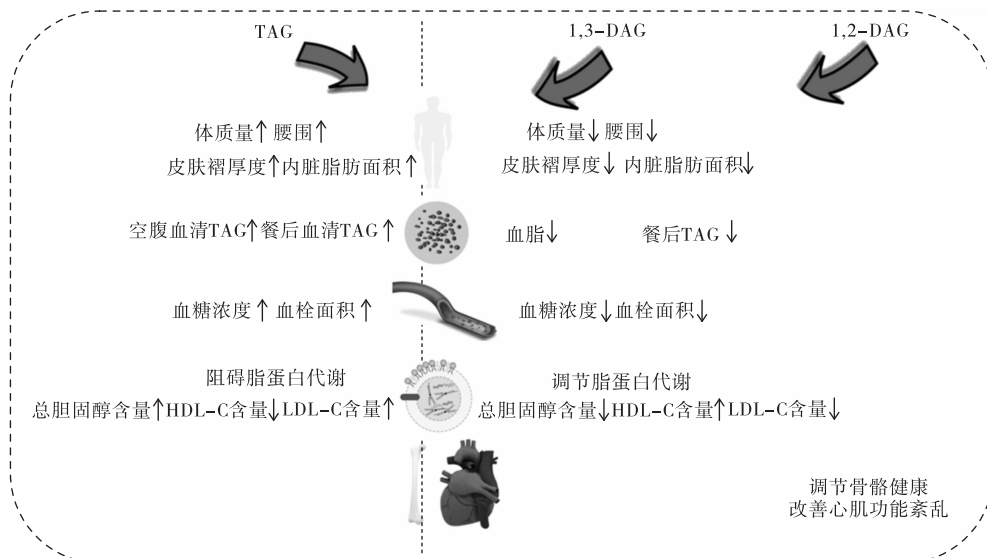 TAG 1,3-DAG 1,2-DAG
体质量↑ 腰围↑ 体质量↓ 腰围↓
皮肤褶厚度↑内脏脂肪面积↑ 皮肤褶厚度↓ 内脏脂肪面积↓
空腹血清TAG↑餐后血清TAG↑ 血脂↓ 餐后TAG↓
血糖浓度↑ 血栓面积↑ 血糖浓度↓血栓面积↓
阻碍脂蛋白代谢 调节脂蛋白代谢
总胆固醇含量↑HDL-C含量↓LDL-C含量↑ 总胆固醇含量↓HDL-C含量↑LDL-C含量↓
调节骨骼健康
改善心肌功能紊乱